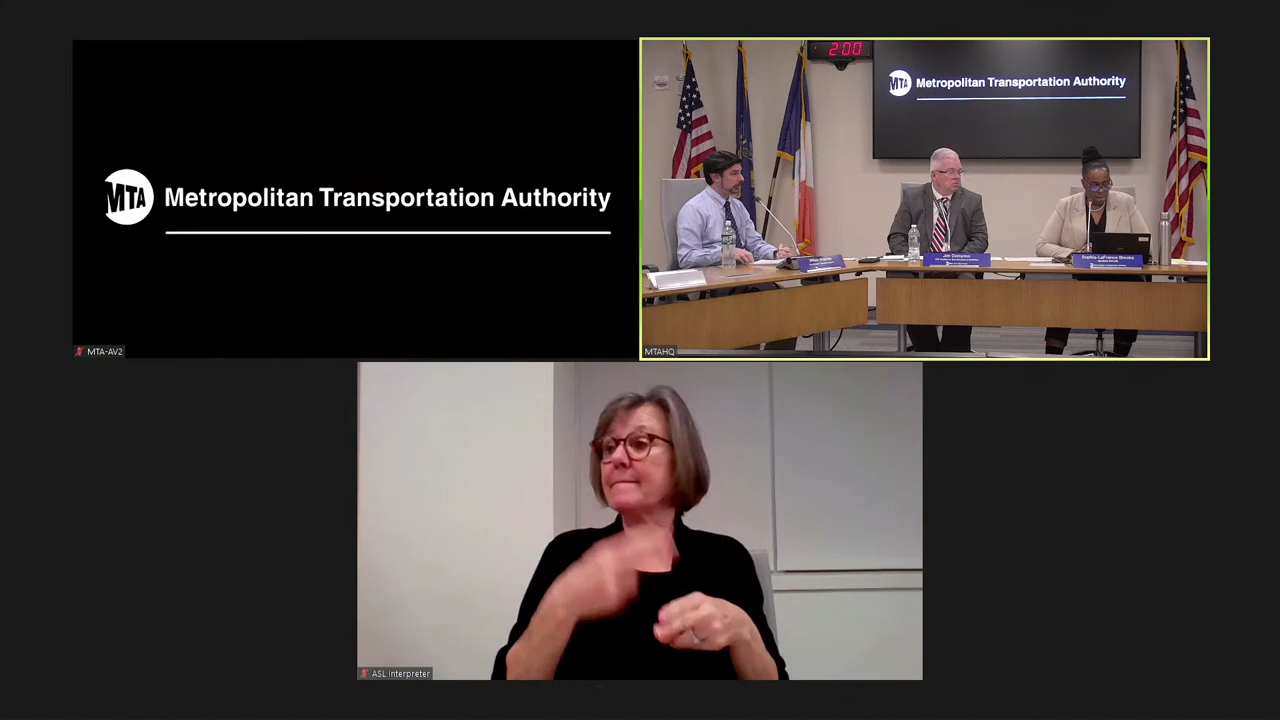 MTA Metropolitan Transportation Authority
MTA-AV2
2:00
MTA Metropolitan Transportation Authority
Jim Compton
Sophia-LaFrance Brooks
MTAHQ
ASL Interpreter